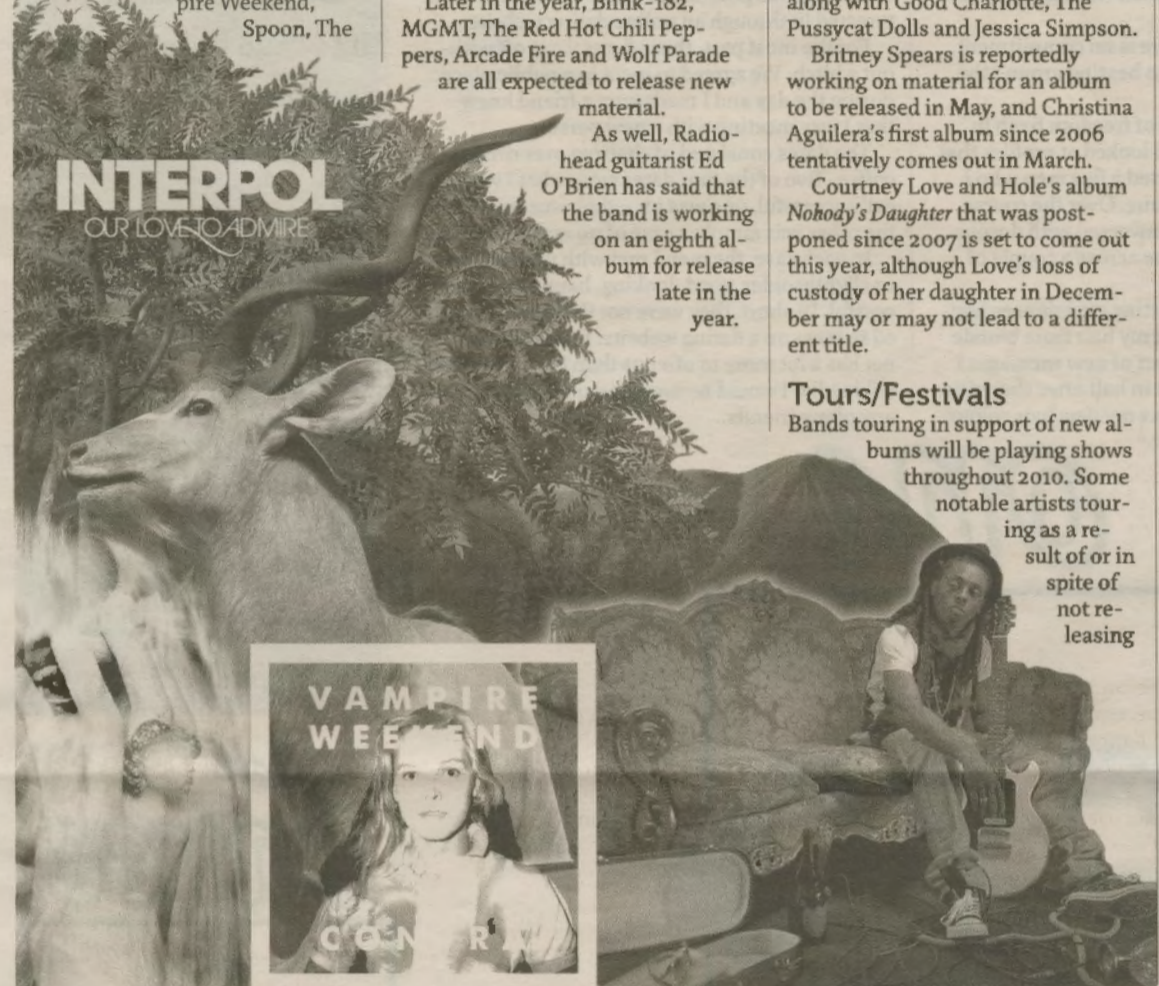 pire Weekend,
Spoon, The
Later in the year, Blink-182,
MGMT, The Red Hot Chili Pep-
pers, Arcade Fire and Wolf Parade
are all expected to release new
material.
As well, Radio-
head guitarist Ed
O'Brien has said that
the band is working
on an eighth al-
bum for release
late in the
year.
along with Good Charlotte, The
Pussycat Dolls and Jessica Simpson.
Britney Spears is reportedly
working on material for an album
to be released in May, and Christina
Aguilera's first album since 2006
tentatively comes out in March.
Courtney Love and Hole's album
Nohody's Daughter that was post-
poned since 2007 is set to come out
this year, although Love's loss of
custody of her daughter in Decem-
ber may or may not lead to a differ-
ent title.
Tours/Festivals
Bands touring in support of new al-
bums will be playing shows
throughout 2010. Some
notable artists tour-
ing as a re-
sult of or in
spite of
not re-
leasing
INTERPOL
OUR LOVE TO ADMIRE
VAMPIRE
WEEKEND
CONTRA